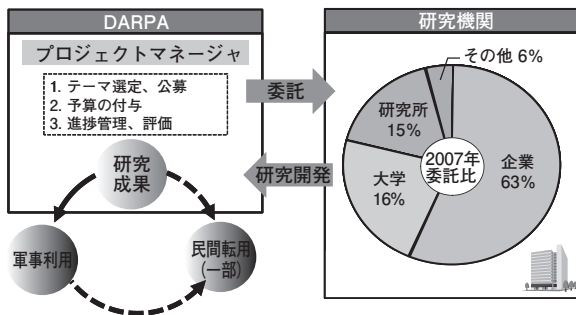 DARPA
プロジェクトマネージャ
1. テーマ選定、公募
2. 予算の付与
3. 進捗管理、評価
研究
成果
軍事利用
民間転用
(一部)
委託
研究開発
研究機関
その他 6%
研究所
15%
大学
16%
2007年
委託比
企業
63%